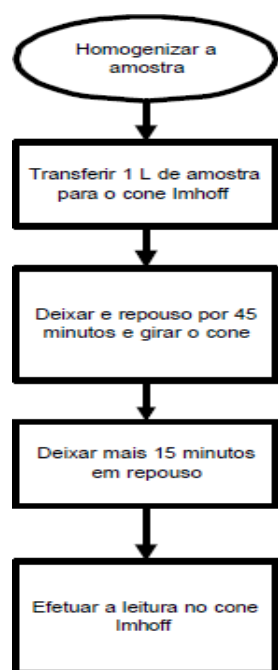 Homogenizar a
amostra
Transferir 1 L de amostra
para o cone Imhoff
Deixar e repouso por 45
minutos e girar o cone
Deixar mais 15 minutos
em repouso
Efetuar a leitura no cone
Imhoff